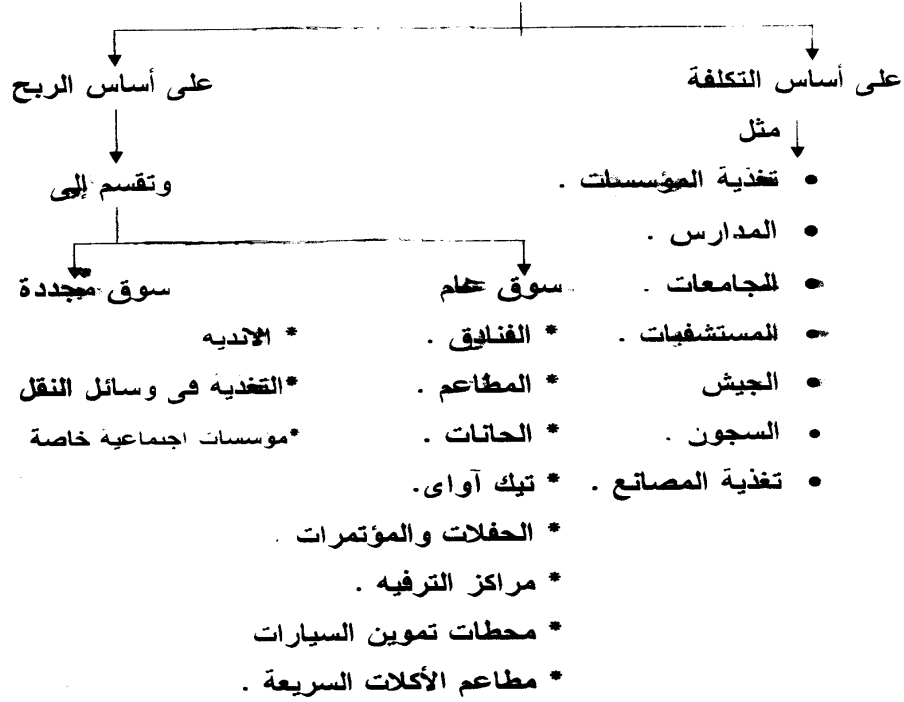 على أساس التكلفة
مثل
• تغذية المؤسسات .
• المدارس .
• الجامعات .
• المستشفيات .
• الجيش
• السجون .
• تغذية المصانع .
على أساس الربح
وتقسم إلى
سوق عام
* الفنادق .
* المطاعم .
* الحانات .
* تيك آواى.
* الحفلات والمؤتمرات .
* مراكز الترفيه .
* محطات تموين السيارات
* مطاعم الأكلات السريعة .
سوق محددة
* الانديه
*التغذية فى وسائل النقل
*مؤسسات اجتماعية خاصة